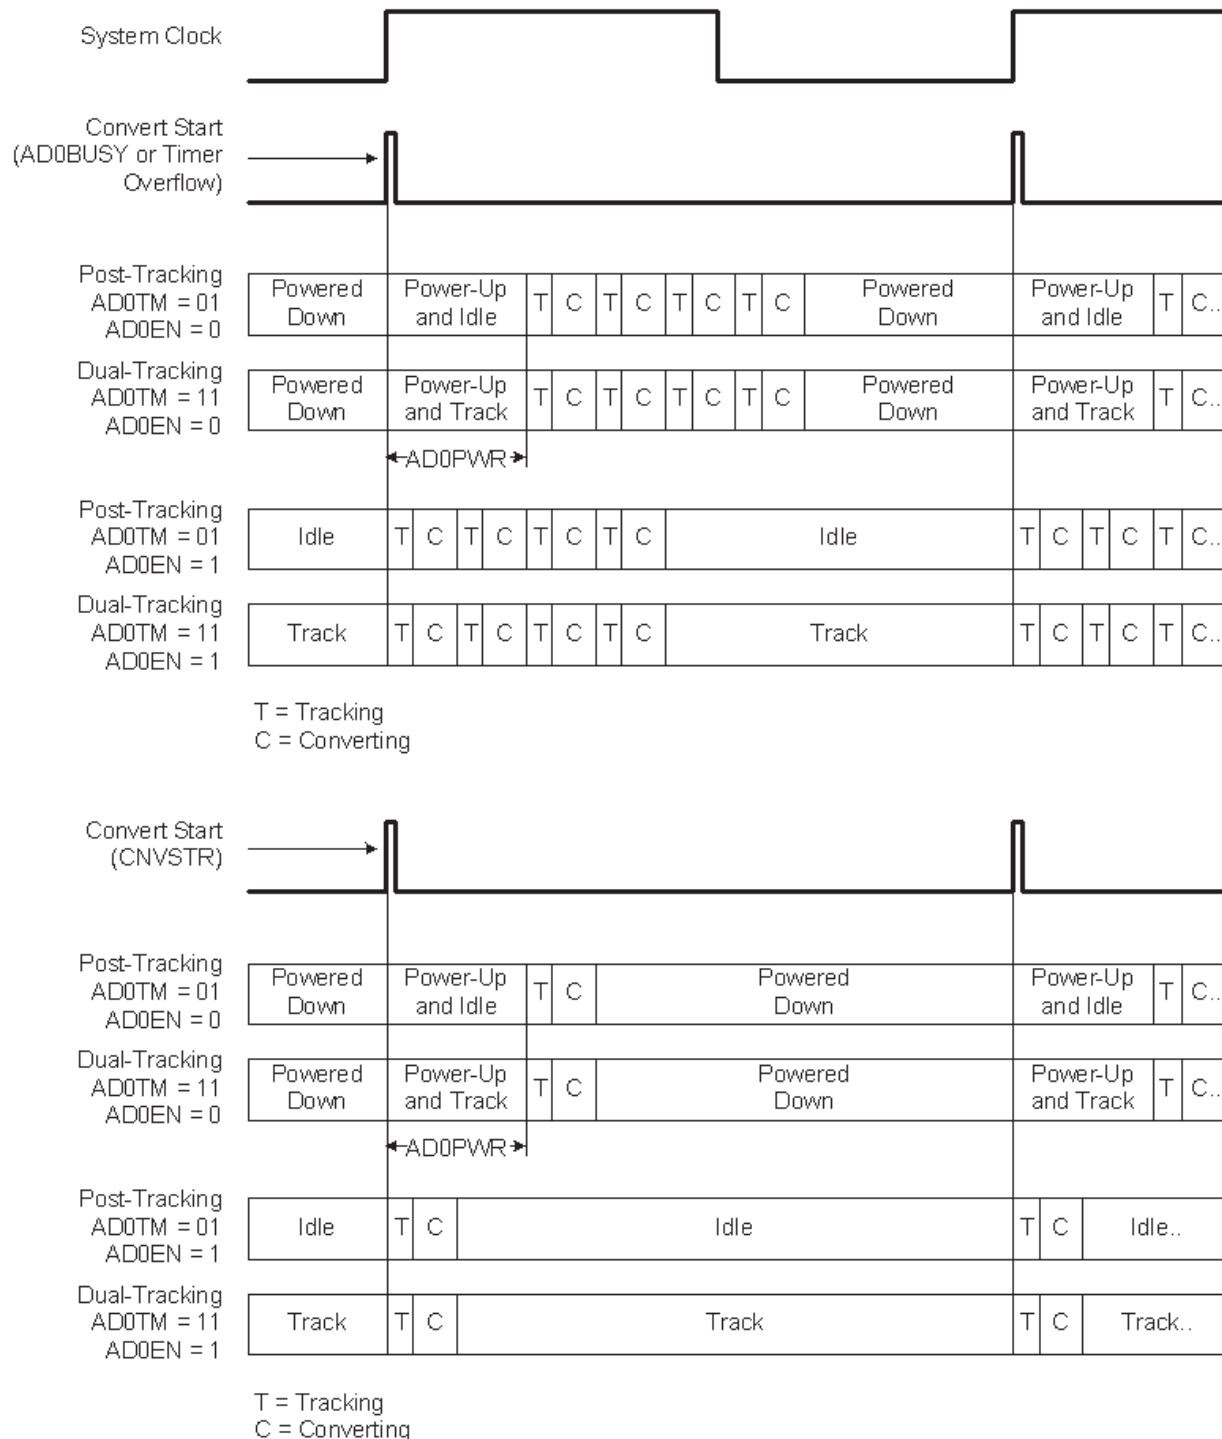 System Clock
Convert Start
(AD0BUSY or Timer
Overflow)
Post-Tracking
AD0TM = 01
AD0EN = 0
Powered
Down
Power-Up
and Idle
T C T C T C T C
Powered
Down
Power-Up
and Idle
T C..
Dual-Tracking
AD0TM = 11
AD0EN = 0
Powered
Down
Power-Up
and Track
T C T C T C T C
Powered
Down
Power-Up
and Track
T C..
AD0PWR
Post-Tracking
AD0TM = 01
AD0EN = 1
Idle T C T C T C T C Idle T C T C T C..
Dual-Tracking
AD0TM = 11
AD0EN = 1
Track T C T C T C T C Track T C T C T C..
T = Tracking
C = Converting
Convert Start
(CNVSTR)
Post-Tracking
AD0TM = 01
AD0EN = 0
Powered
Down
Power-Up
and Idle
T C
Powered
Down
Power-Up
and Idle
T C..
Dual-Tracking
AD0TM = 11
AD0EN = 0
Powered
Down
Power-Up
and Track
T C
Powered
Down
Power-Up
and Track
T C..
AD0PWR
Post-Tracking
AD0TM = 01
AD0EN = 1
Idle T C Idle T C Idle..
Dual-Tracking
AD0TM = 11
AD0EN = 1
Track T C Track T C Track..
T = Tracking
C = Converting